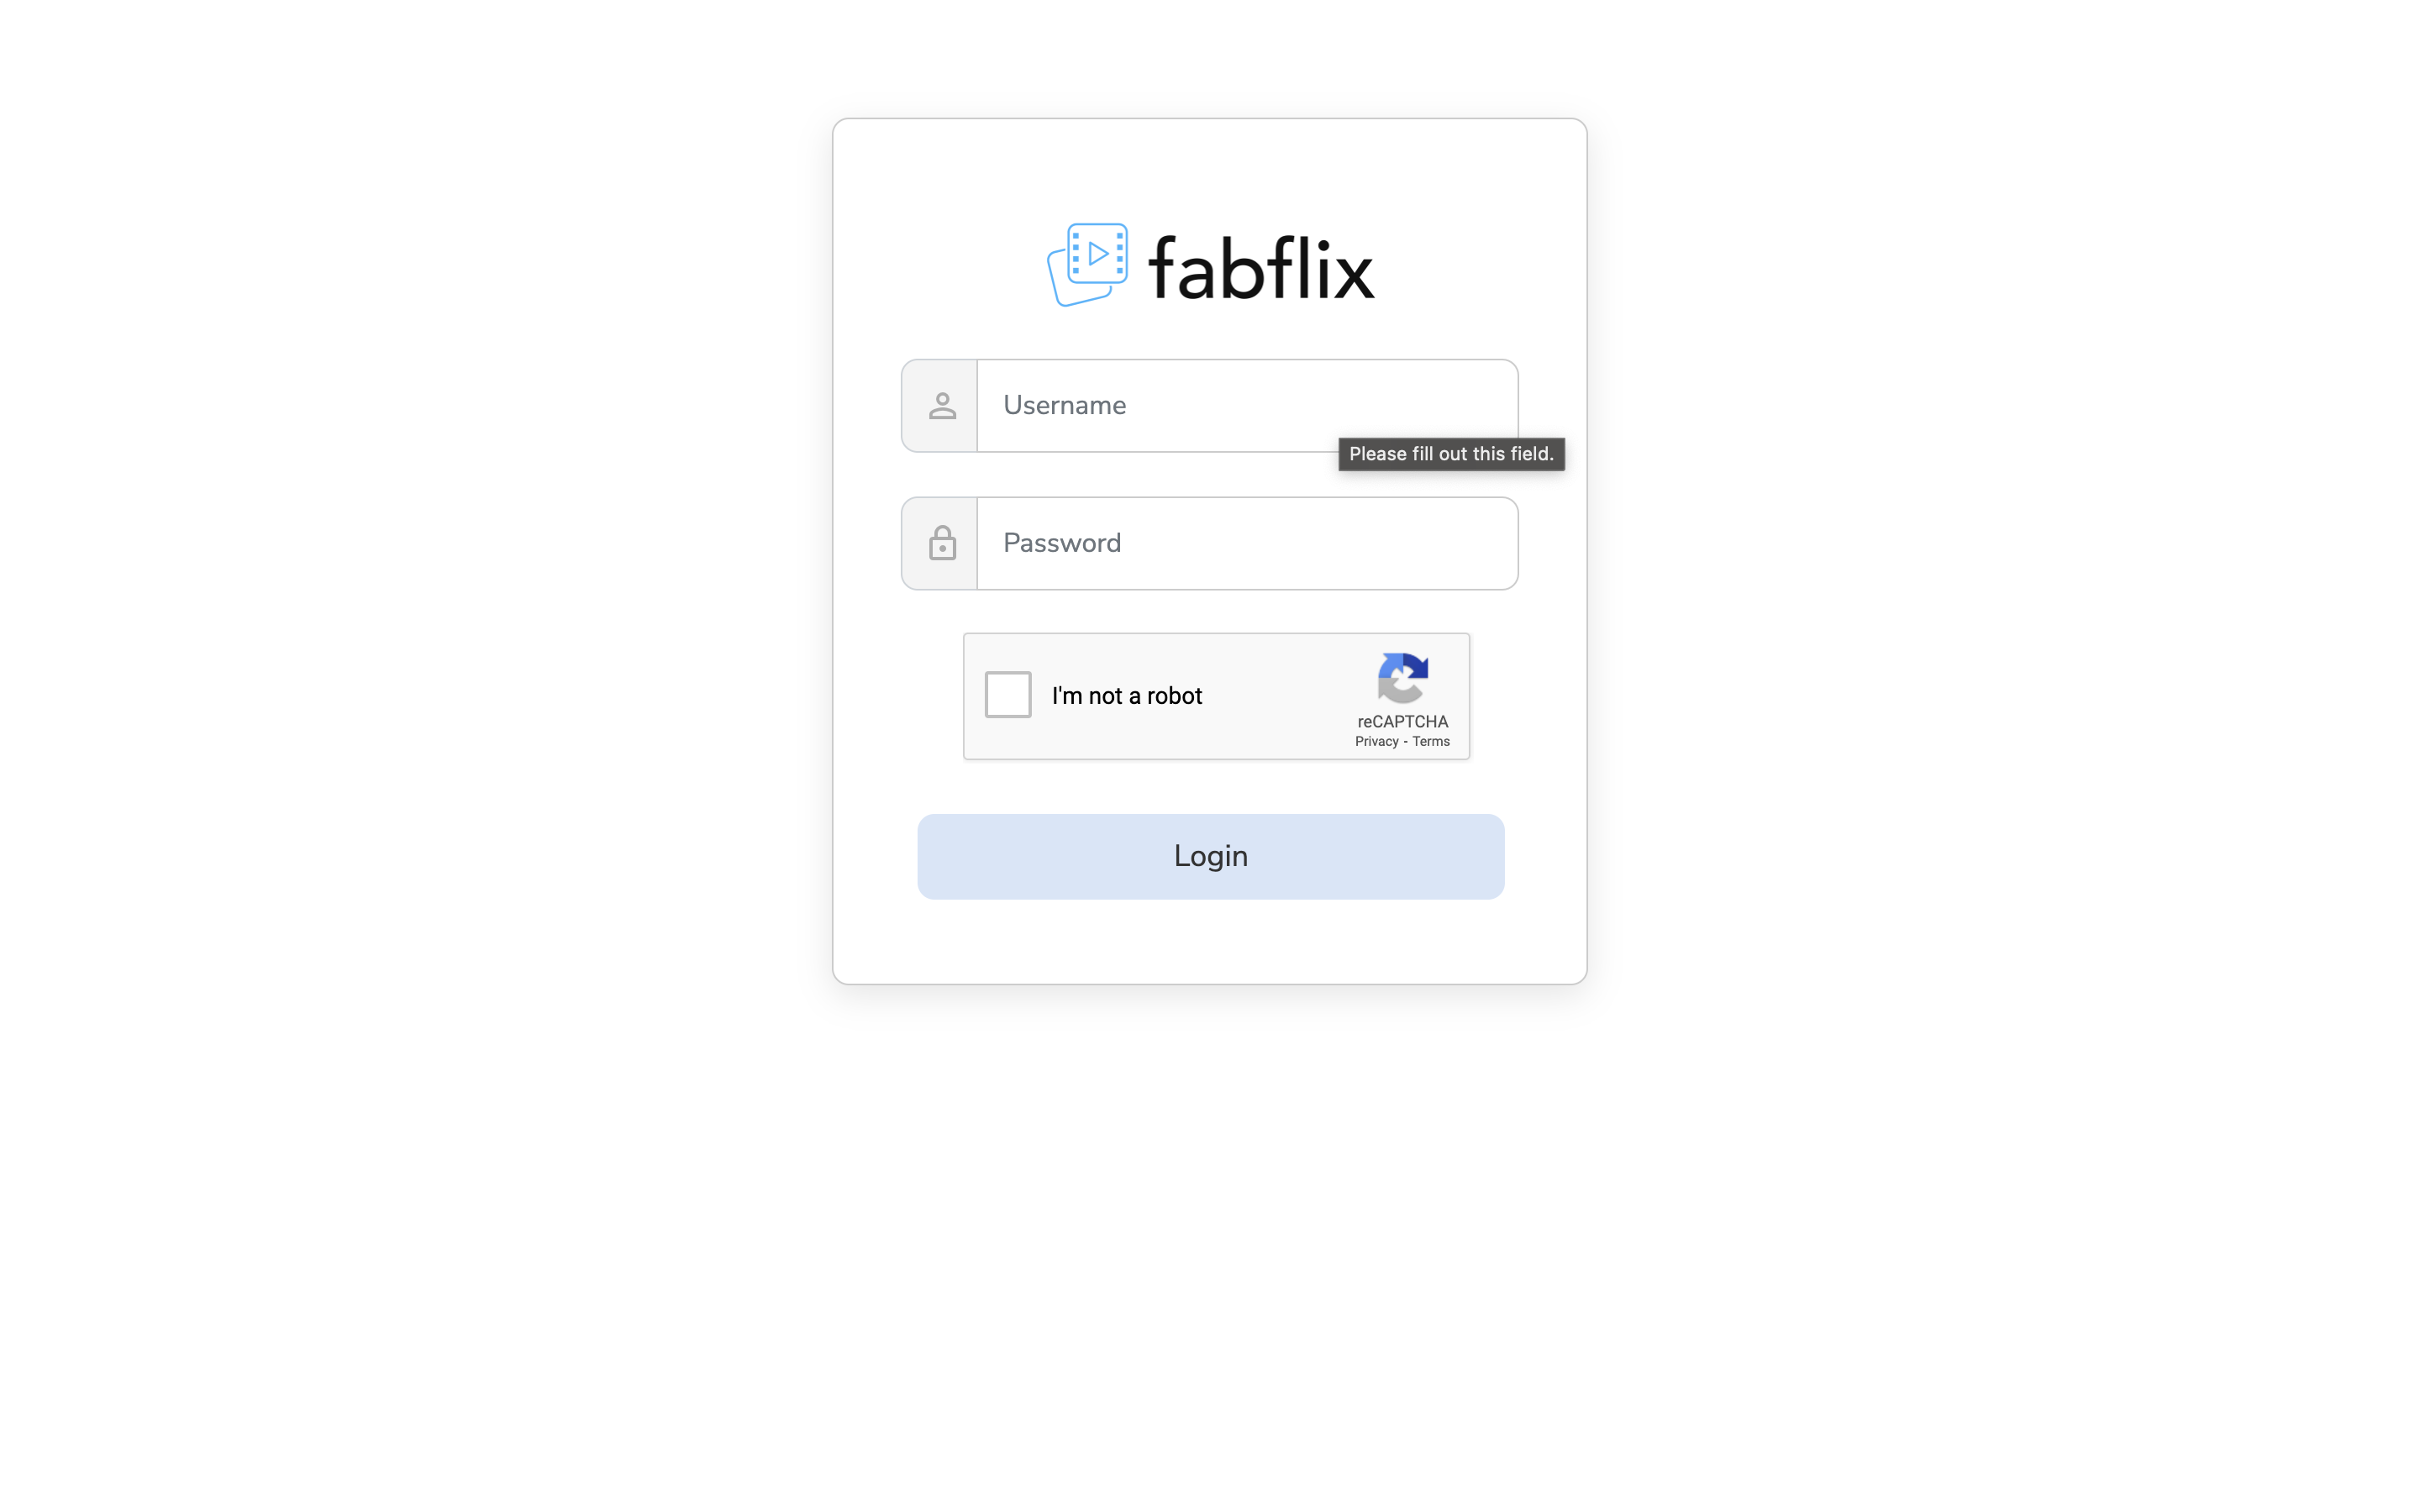 fabflix
Username
Please fill out this field.
Password
I'm not a robot
reCAPTCHA
Privacy - Terms
Login